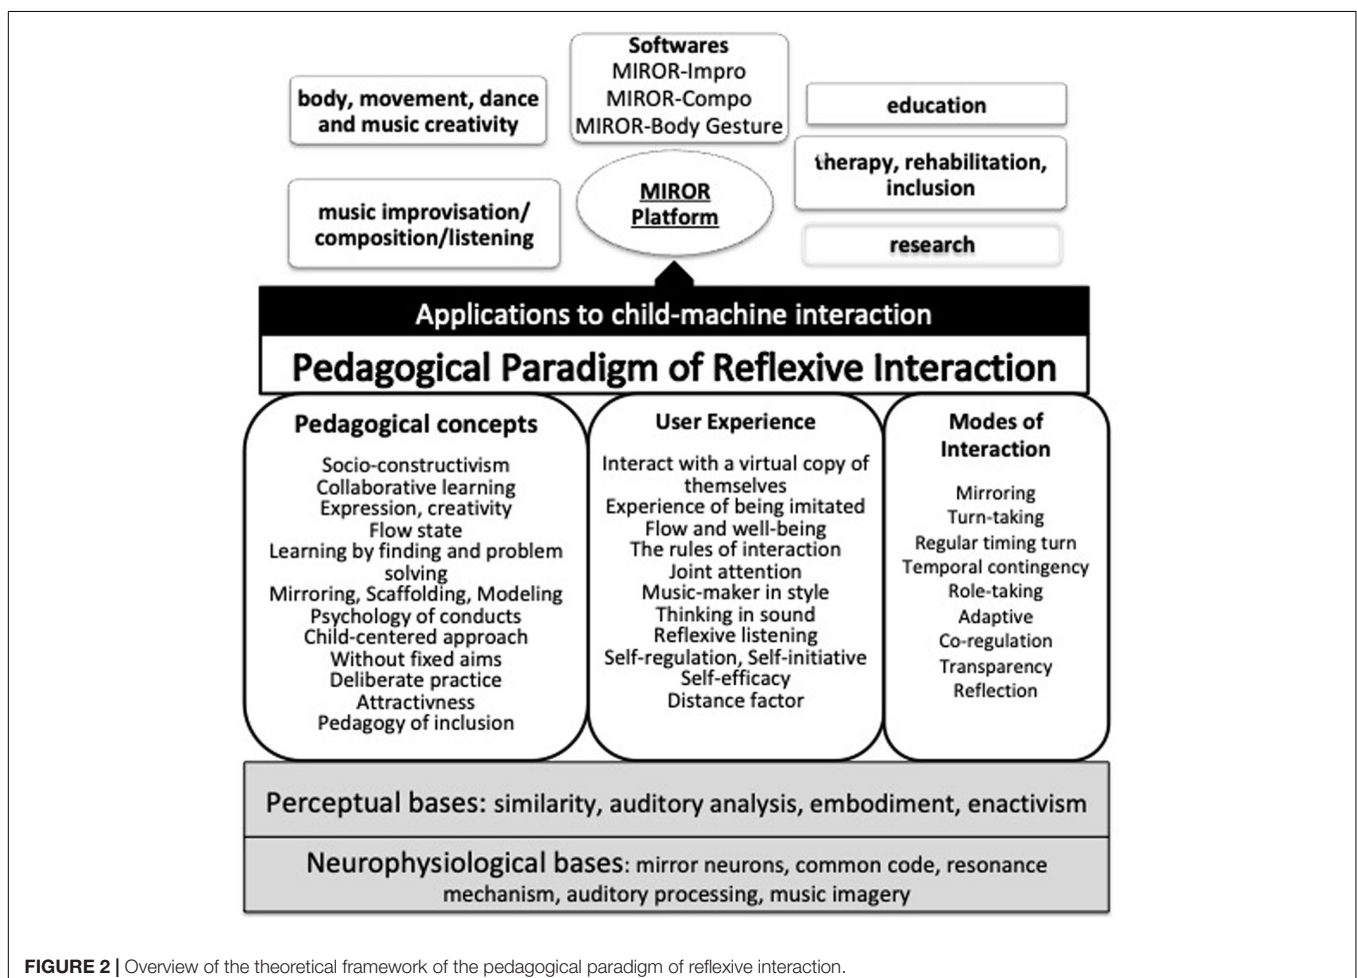 Softwares
MIROR-Impro
MIROR-Compo
MIROR-Body Gesture
body, movement, dance
and music creativity
education
therapy, rehabilitation,
inclusion
music improvisation/
composition/listening
MIROR
Platform
research
Applications to child-machine interaction
Pedagogical Paradigm of Reflexive Interaction
Pedagogical concepts
Socio-constructivism
Collaborative learning
Expression, creativity
Flow state
Learning by finding and problem
solving
Mirroring, Scaffolding, Modeling
Psychology of conducts
Child-centered approach
Without fixed aims
Deliberate practice
Attractivness
Pedagogy of inclusion
User Experience
Interact with a virtual copy of
themselves
Experience of being imitated
Flow and well-being
The rules of interaction
Joint attention
Music-maker in style
Thinking in sound
Reflexive listening
Self-regulation, Self-initiative
Self-efficacy
Distance factor
Modes of
Interaction
Mirroring
Turn-taking
Regular timing turn
Temporal contingency
Role-taking
Adaptive
Co-regulation
Transparency
Reflection
Perceptual bases: similarity, auditory analysis, embodiment, enactivism
Neurophysiological bases: mirror neurons, common code, resonance
mechanism, auditory processing, music imagery
FIGURE 2 | Overview of the theoretical framework of the pedagogical paradigm of reflexive interaction.